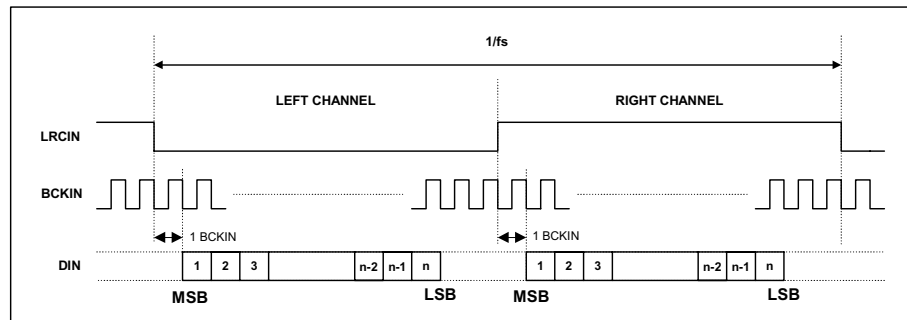 1/fs
LEFT CHANNEL RIGHT CHANNEL
LRCIN
BCKIN
1 BCKIN 1 BCKIN
DIN 1 2 3 n-2 n-1 n 1 2 3 n-2 n-1 n
MSB LSB MSB LSB